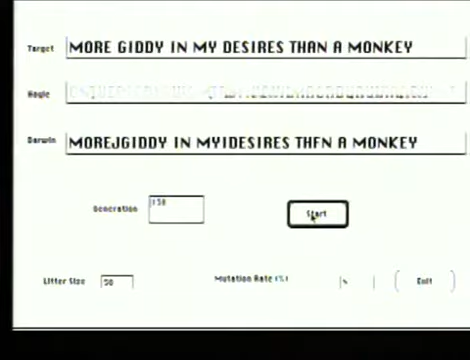 Target MORE GIDDY IN MY DESIRES THAN A MONKEY
Hoyle
Darwin MOREJGIDDY IN MYIDESIRES THFN A MONKEY
Generation 150
Start
Litter Size 50
Mutation Rate (%)
Exit